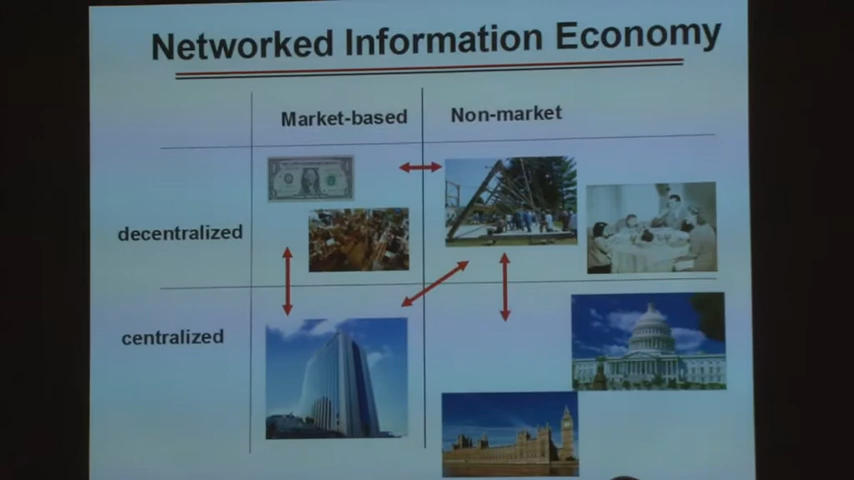 Networked Information Economy
Market-based
Non-market
decentralized
centralized